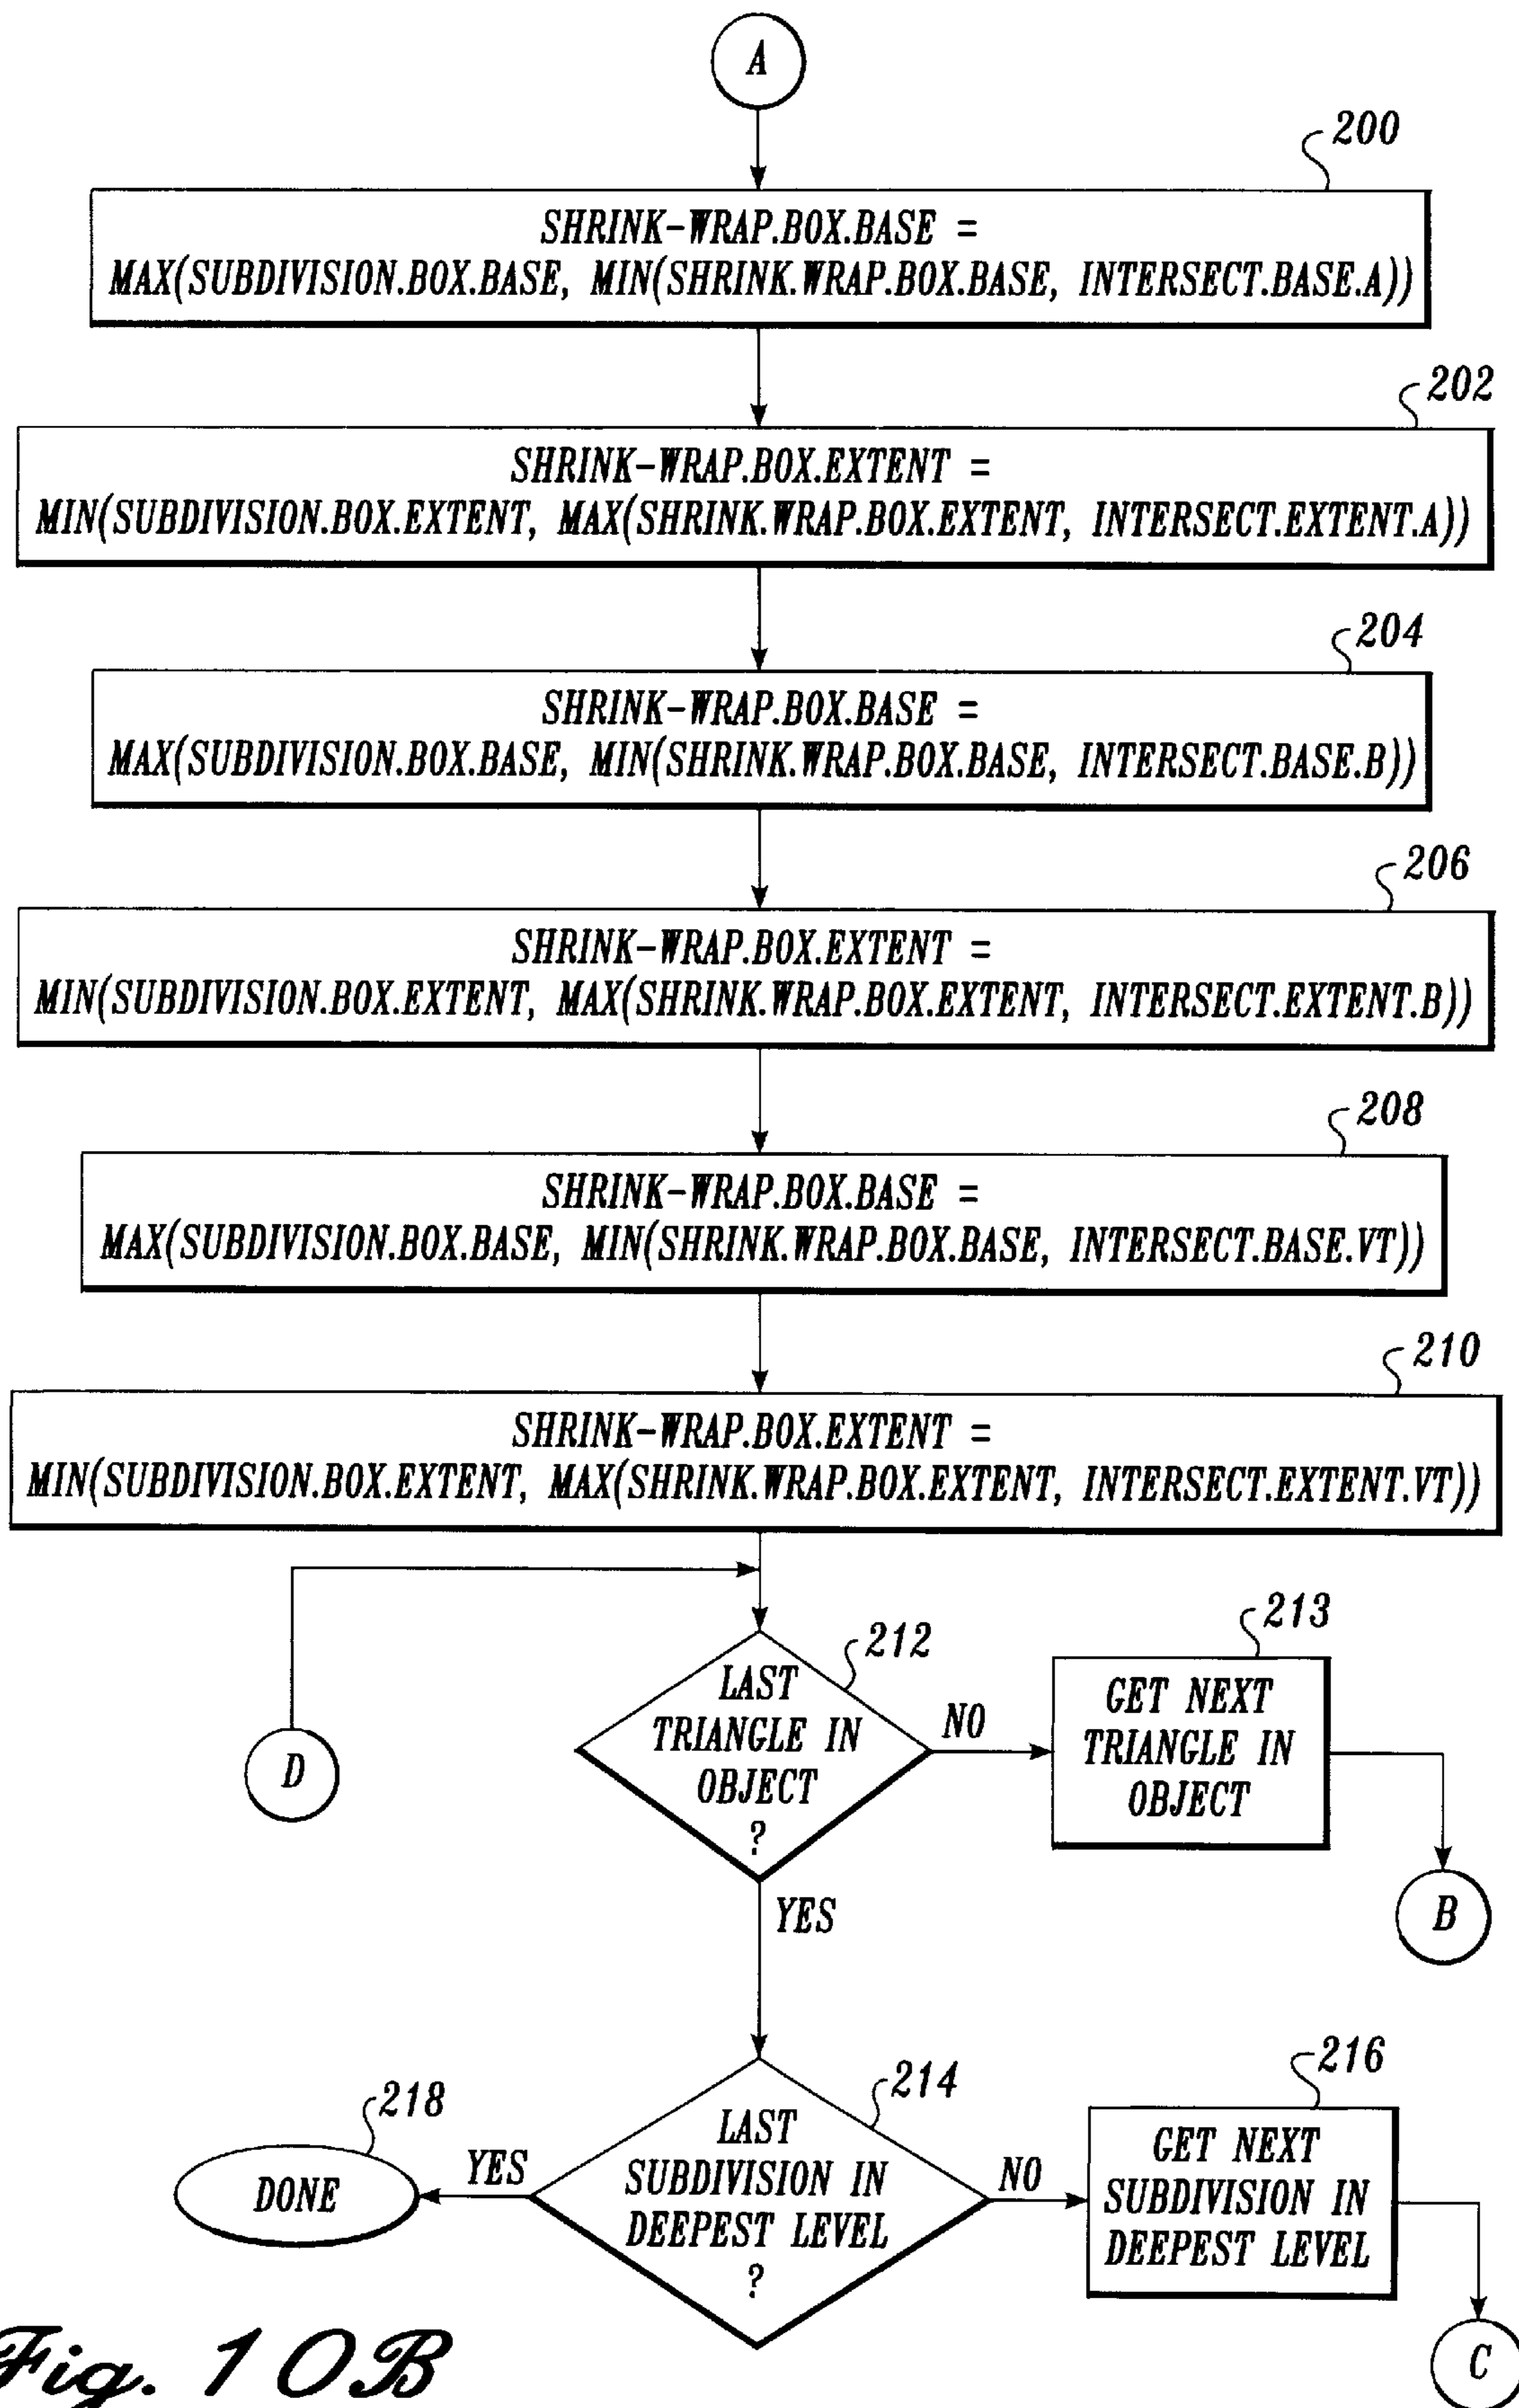 A
200
SHRINK-WRAP.BOX.BASE =
MAX(SUBDIVISION.BOX.BASE, MIN(SHRINK.WRAP.BOX.BASE, INTERSECT.BASE.A))
202
SHRINK-WRAP.BOX.EXTENT =
MIN(SUBDIVISION.BOX.EXTENT, MAX(SHRINK.WRAP.BOX.EXTENT, INTERSECT.EXTENT.A))
204
SHRINK-WRAP.BOX.BASE =
MAX(SUBDIVISION.BOX.BASE, MIN(SHRINK.WRAP.BOX.BASE, INTERSECT.BASE.B))
206
SHRINK-WRAP.BOX.EXTENT =
MIN(SUBDIVISION.BOX.EXTENT, MAX(SHRINK.WRAP.BOX.EXTENT, INTERSECT.EXTENT.B))
208
SHRINK-WRAP.BOX.BASE =
MAX(SUBDIVISION.BOX.BASE, MIN(SHRINK.WRAP.BOX.BASE, INTERSECT.BASE.VT))
210
SHRINK-WRAP.BOX.EXTENT =
MIN(SUBDIVISION.BOX.EXTENT, MAX(SHRINK.WRAP.BOX.EXTENT, INTERSECT.EXTENT.VT))
D
212
LAST
TRIANGLE IN
OBJECT
?
NO
213
GET NEXT
TRIANGLE IN
OBJECT
B
YES
214
LAST
SUBDIVISION IN
DEEPEST LEVEL
?
YES
218
DONE
NO
216
GET NEXT
SUBDIVISION IN
DEEPEST LEVEL
C
Fig. 10B